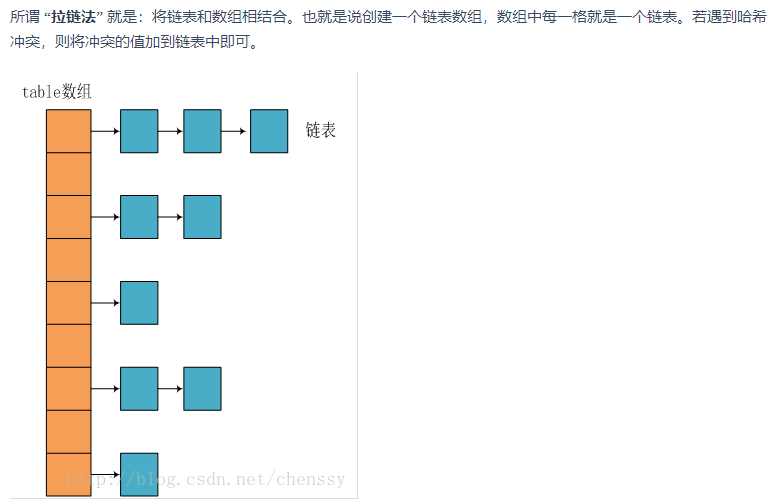 所谓 “拉链法” 就是：将链表和数组相结合。也就是说创建一个链表数组，数组中每一格就是一个链表。若遇到哈希
冲突，则将冲突的值加到链表中即可。
table数组
链表
http://blog.csdn.net/chenssy